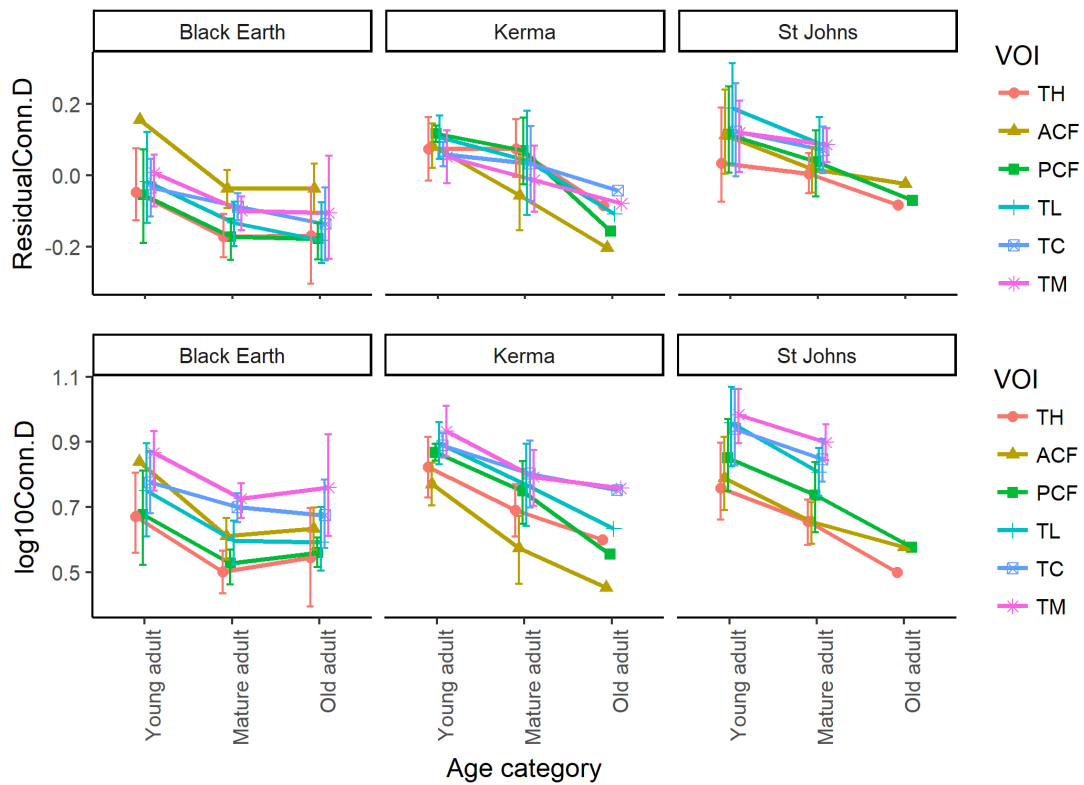 Black Earth
Kerma
St Johns
ResidualConn.D
0.2
0.0
-0.2
VOI
TH
ACF
PCF
TL
TC
TM
Black Earth
Kerma
St Johns
log10Conn.D
1.1
0.9
0.7
0.5
VOI
TH
ACF
PCF
TL
TC
TM
Young adult
Mature adult
Old adult
Young adult
Mature adult
Old adult
Young adult
Mature adult
Old adult
Age category